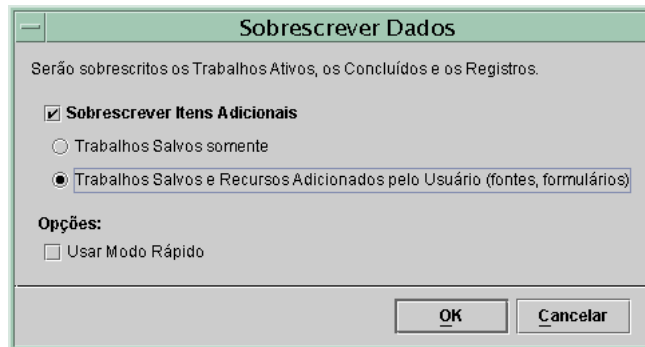 Sobrescrever Dados
Serão sobrescritos os Trabalhos Ativos, os Concluídos e os Registros.
Sobrescrever Itens Adicionais
Trabalhos Salvos somente
Trabalhos Salvos e Recursos Adicionados pelo Usuário (fontes, formulários)
Opções:
Usar Modo Rápido
OK Cancelar